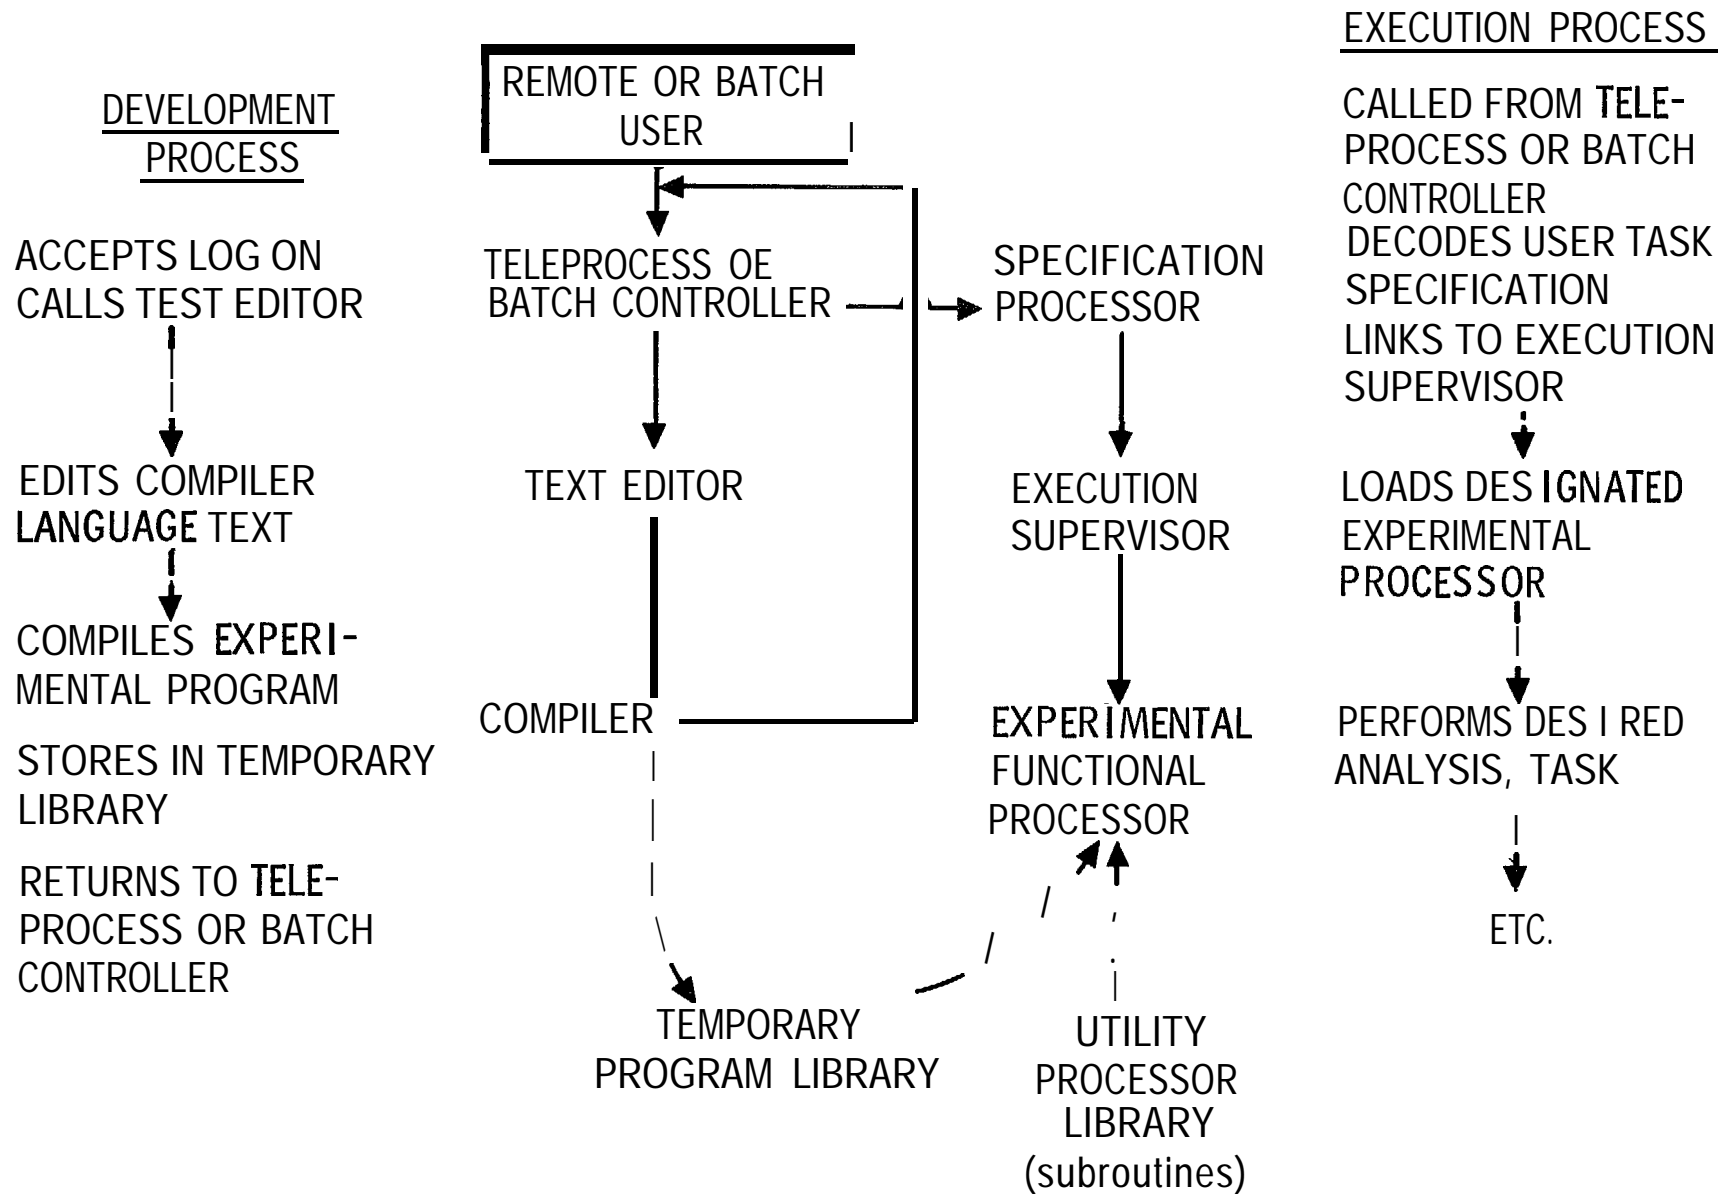 DEVELOPMENT
PROCESS
ACCEPTS LOG ON
CALLS TEST EDITOR
EDITS COMPILER
LANGUAGE TEXT
COMPILES EXPERI-
MENTAL PROGRAM
STORES IN TEMPORARY
LIBRARY
RETURNS TO TELE-
PROCESS OR BATCH
CONTROLLER
REMOTE OR BATCH
USER
TELEPROCESS OE
BATCH CONTROLLER
TEXT EDITOR
COMPILER
TEMPORARY
PROGRAM LIBRARY
SPECIFICATION
PROCESSOR
EXECUTION
SUPERVISOR
EXPERIMENTAL
FUNCTIONAL
PROCESSOR
UTILITY
PROCESSOR
LIBRARY
(subroutines)
EXECUTION PROCESS
CALLED FROM TELE-
PROCESS OR BATCH
CONTROLLER
DECODES USER TASK
SPECIFICATION
LINKS TO EXECUTION
SUPERVISOR
LOADS DES IGNATED
EXPERIMENTAL
PROCESSOR
PERFORMS DES I RED
ANALYSIS, TASK
ETC.